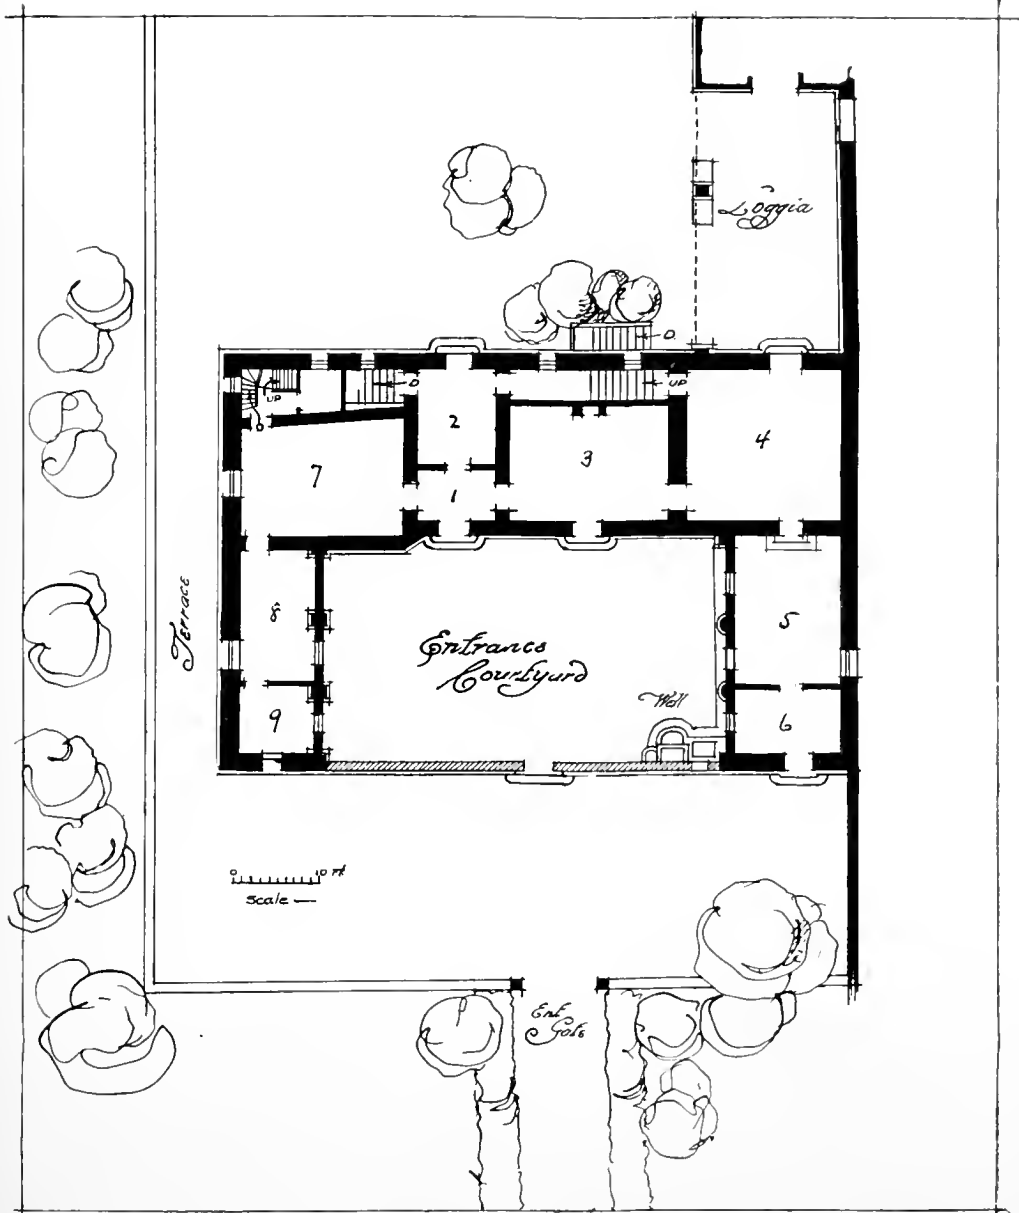 Loggia
D.
UP
D
UP
D
2
4
3
7
1
Terrace
8
Entrance
Courtyard
5
Well
9
6
0 10 Ft
Scale
Ent
Gate